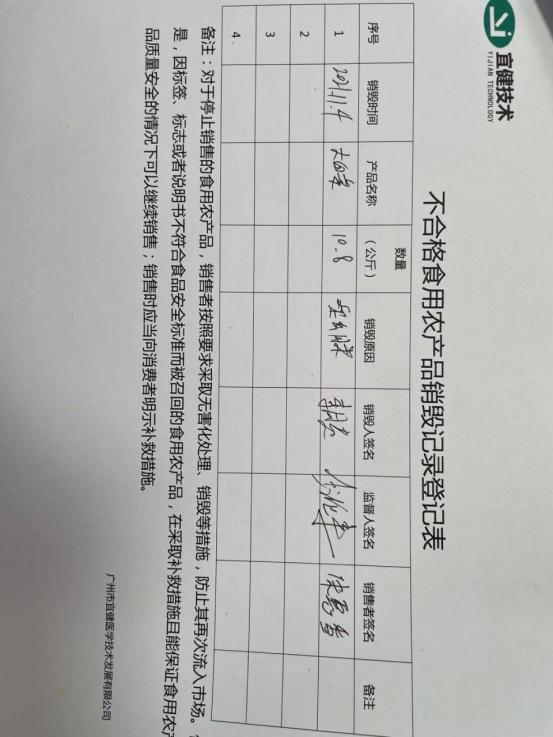 宜健技术
YIJIAN TECHNOLOGY
不合格食用农产品销毁记录登记表
序号 销毁时间 产品名称 数量（公斤） 销毁原因 销毁人签名 监督人签名 销售者签名 备注
1 2021.11.4 大白菜 10.8
2
3
4
备注：对于停止销售的食用农产品，销售者按照要求采取无害化处理、销毁等措施，防止其再次流入市场。
是，因标签、标志或者说明书不符合食品安全标准而被召回的食用农产品，在采取补救措施且能保证食用农产
品质量安全的情况下可以继续销售；销售时应当向消费者明示补救措施。
广州市宜健医学技术发展有限公司